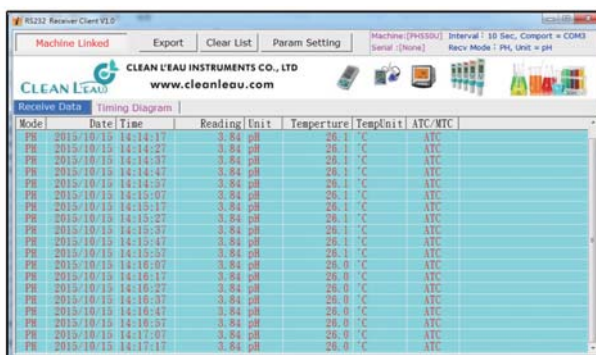 RS232 Receiver Client V1.0
Machine Linked Export Clear List Param Setting
Machine:[PH550U] Interval : 10 Sec, Comport = COM3
Serial :[None] Recv Mode : PH, Unit = pH
CLEAN L'EAU
CLEAN L'EAU INSTRUMENTS CO., LTD
www.cleanleau.com
Receive Data Timing Diagram
Mode Date Time Reading Unit Temperture TempUnit ATC/MTC
PH 2015/10/15 14:14:17 3.84 pH 26.1 °C ATC
PH 2015/10/15 14:14:27 3.84 pH 26.1 °C ATC
PH 2015/10/15 14:14:37 3.84 pH 26.1 °C ATC
PH 2015/10/15 14:14:47 3.84 pH 26.1 °C ATC
PH 2015/10/15 14:14:57 3.84 pH 26.1 °C ATC
PH 2015/10/15 14:15:07 3.84 pH 26.1 °C ATC
PH 2015/10/15 14:15:17 3.84 pH 26.1 °C ATC
PH 2015/10/15 14:15:27 3.84 pH 26.1 °C ATC
PH 2015/10/15 14:15:37 3.84 pH 26.1 °C ATC
PH 2015/10/15 14:15:47 3.84 pH 26.1 °C ATC
PH 2015/10/15 14:15:57 3.84 pH 26.1 °C ATC
PH 2015/10/15 14:16:07 3.84 pH 26.0 °C ATC
PH 2015/10/15 14:16:17 3.84 pH 26.0 °C ATC
PH 2015/10/15 14:16:27 3.84 pH 26.0 °C ATC
PH 2015/10/15 14:16:37 3.84 pH 26.0 °C ATC
PH 2015/10/15 14:16:47 3.84 pH 26.0 °C ATC
PH 2015/10/15 14:16:57 3.84 pH 26.0 °C ATC
PH 2015/10/15 14:17:07 3.84 pH 26.0 °C ATC
PH 2015/10/15 14:17:17 3.84 pH 26.0 °C ATC